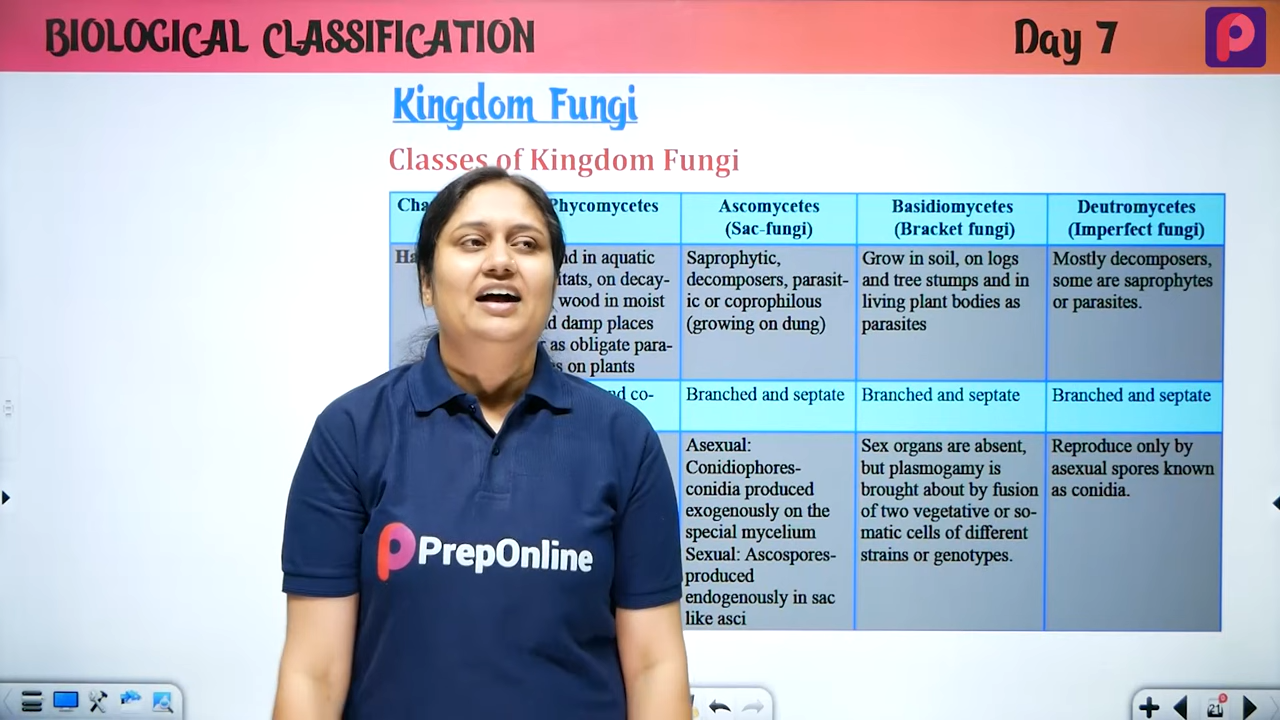 BIOLOGICAL CLASSIFICATION
Day 7
Kingdom Fungi
Classes of Kingdom Fungi
Phycomycetes
Ascomycetes
(Sac-fungi)
Basidiomycetes
(Bracket fungi)
Deutromycetes
(Imperfect fungi)
in aquatic
on decay-
wood in moist
damp places
as obligate para-
on plants
Saprophytic,
decomposers, parasit-
ic or coprophilous
(growing on dung)
Grow in soil, on logs
and tree stumps and in
living plant bodies as
parasites
Mostly decomposers,
some are saprophytes
or parasites.
co-
Branched and septate
Branched and septate
Branched and septate
Asexual:
Conidiophores-
conidia produced
exogenously on the
special mycelium
Sexual: Ascospores-
produced
endogenously in sac
like asci
Sex organs are absent,
but plasmogamy is
brought about by fusion
of two vegetative or so-
matic cells of different
strains or genotypes.
Reproduce only by
asexual spores known
as conidia.
PrepOnline
21